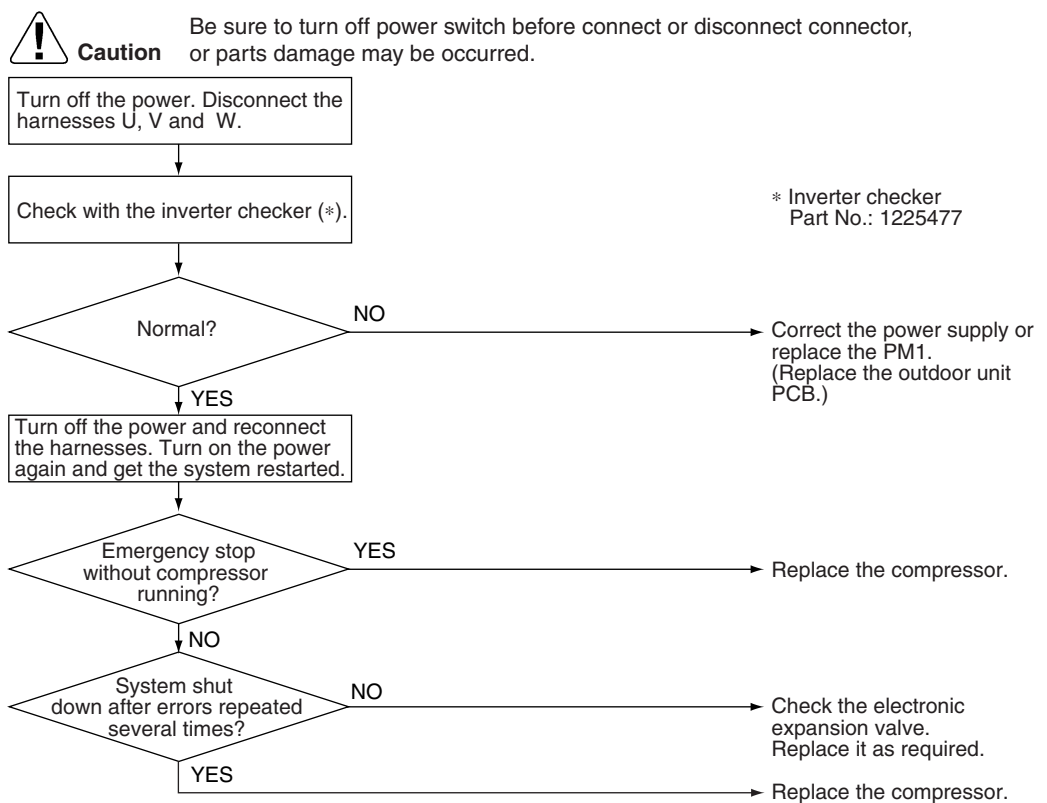 Be sure to turn off power switch before connect or disconnect connector,
Caution or parts damage may be occurred.
Turn off the power. Disconnect the
harnesses U, V and W.
Check with the inverter checker (*).
* Inverter checker
Part No.: 1225477
Normal?
NO
Correct the power supply or
replace the PM1.
(Replace the outdoor unit
PCB.)
YES
Turn off the power and reconnect
the harnesses. Turn on the power
again and get the system restarted.
Emergency stop
without compressor
running?
YES
Replace the compressor.
NO
System shut
down after errors repeated
several times?
NO
Check the electronic
expansion valve.
Replace it as required.
YES
Replace the compressor.